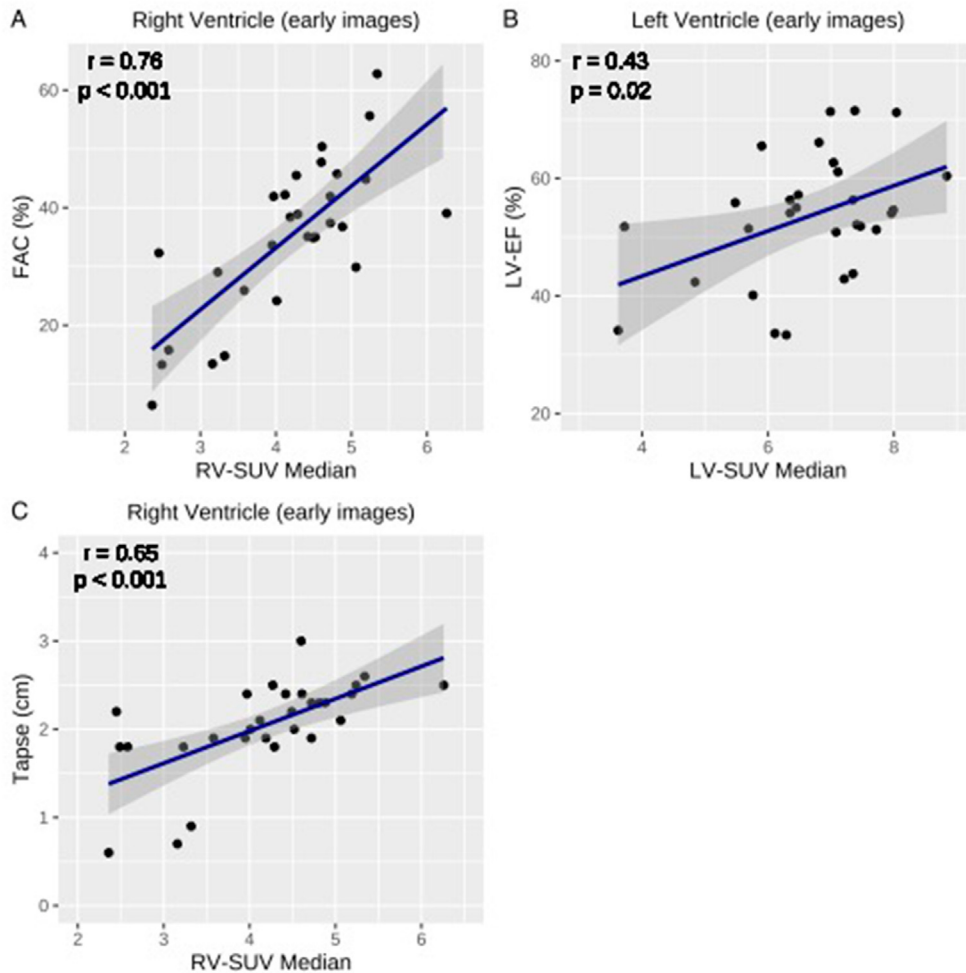 A
Right Ventricle (early images)
r = 0.76
p < 0.001
60
40
20
FAC (%)
2 3 4 5 6
RV-SUV Median
B
Left Ventricle (early images)
r = 0.43
p = 0.02
80
60
40
20
LV-EF (%)
4 6 8
LV-SUV Median
C
Right Ventricle (early images)
r = 0.65
p < 0.001
4
3
2
1
0
Tapse (cm)
2 3 4 5 6
RV-SUV Median